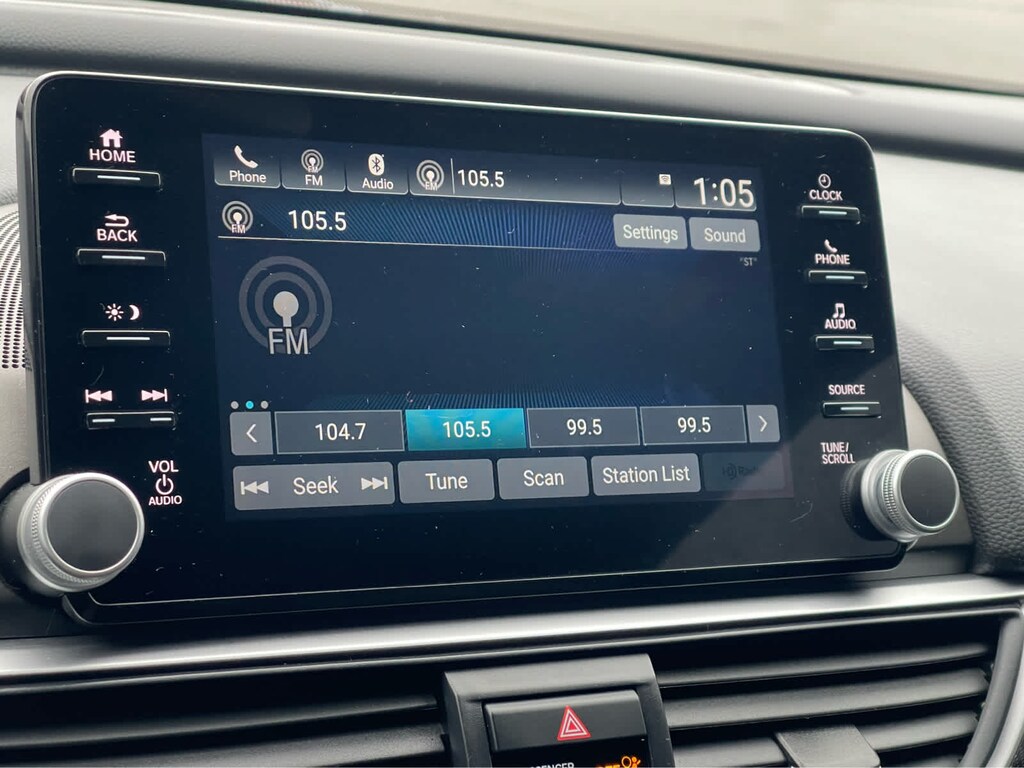 HOME
BACK
VOL
AUDIO
Phone
FM
Audio
FM
105.5
1:05
FM
105.5
Settings
Sound
"ST"
FM
104.7
105.5
99.5
99.5
Seek
Tune
Scan
Station List
CLOCK
PHONE
AUDIO
SOURCE
TUNE/
SCROLL